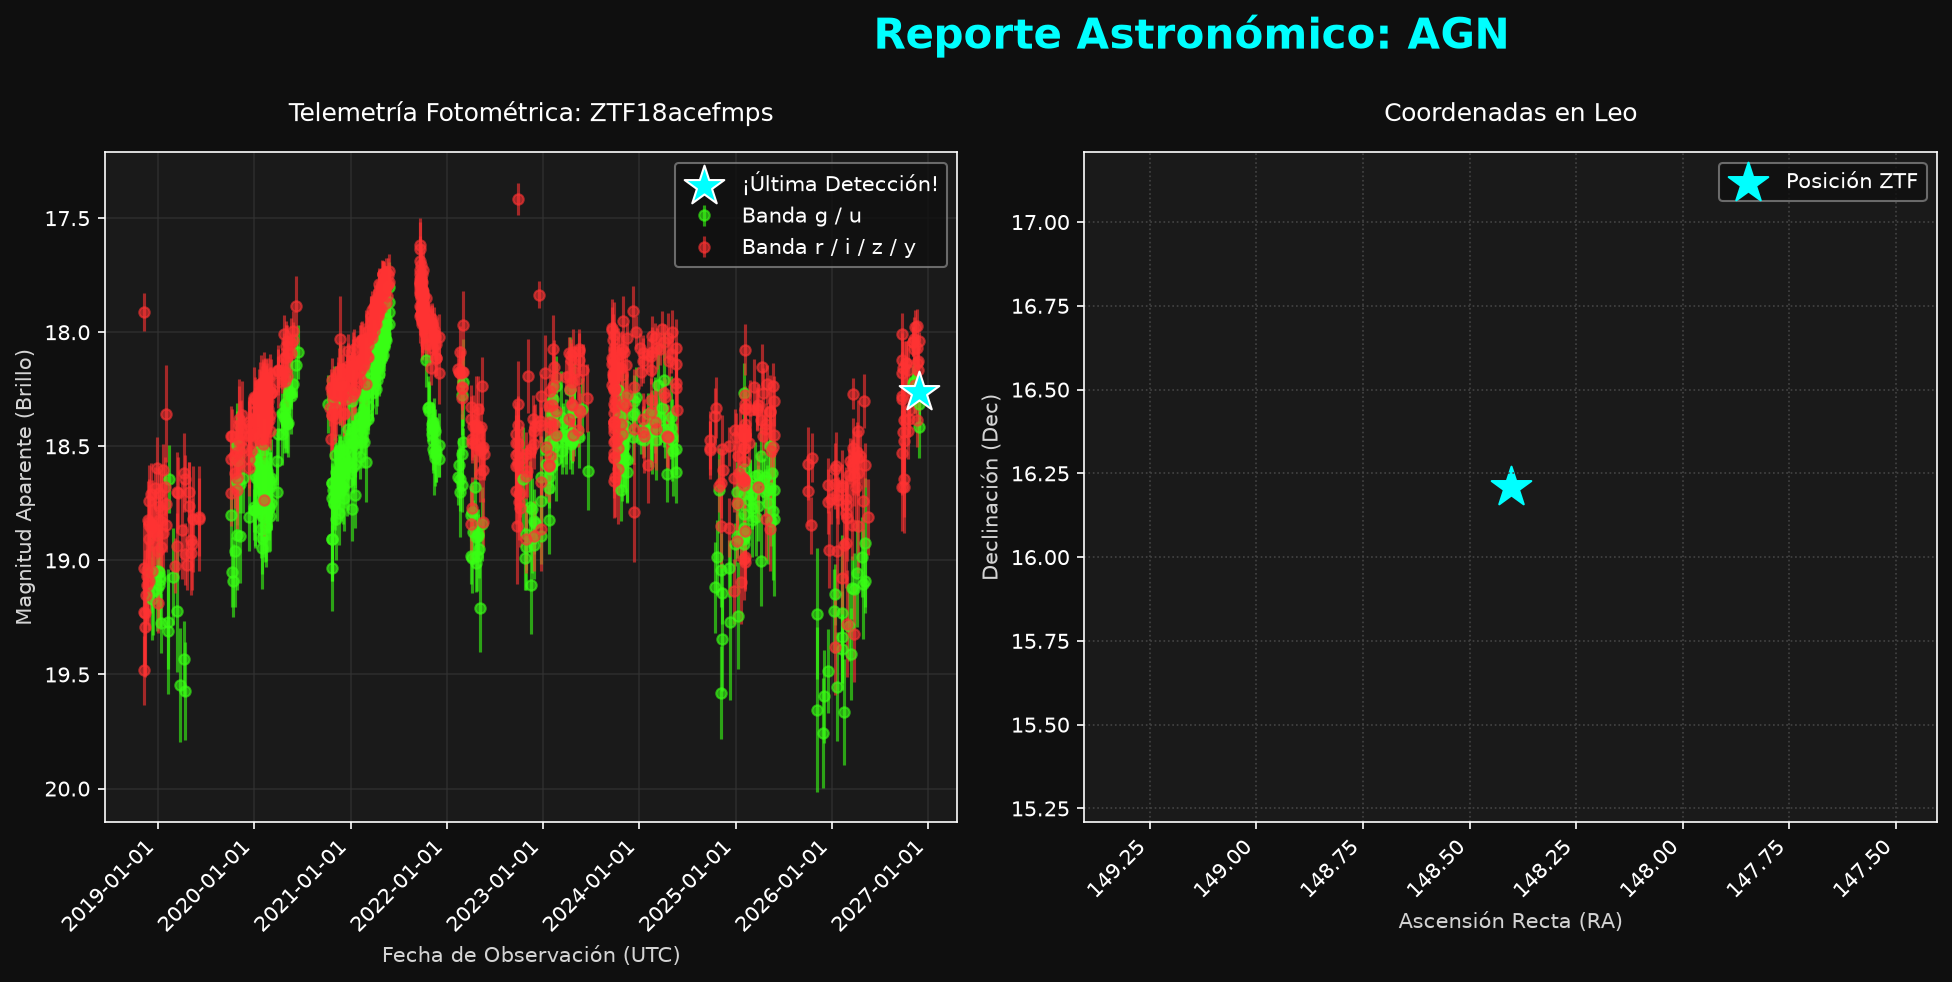 Reporte Astronómico: AGN
Telemetría Fotométrica: ZTF18acefmps
¡Última Detección!
Banda g / u
Banda r / i / z / y
Magnitud Aparente (Brillo)
17.5
18.0
18.5
19.0
19.5
20.0
2019-01-01
2020-01-01
2021-01-01
2022-01-01
2023-01-01
2024-01-01
2025-01-01
2026-01-01
2027-01-01
Fecha de Observación (UTC)
Coordenadas en Leo
Posición ZTF
Declinación (Dec)
17.00
16.75
16.50
16.25
16.00
15.75
15.50
15.25
149.25
149.00
148.75
148.50
148.25
148.00
147.75
147.50
Ascensión Recta (RA)